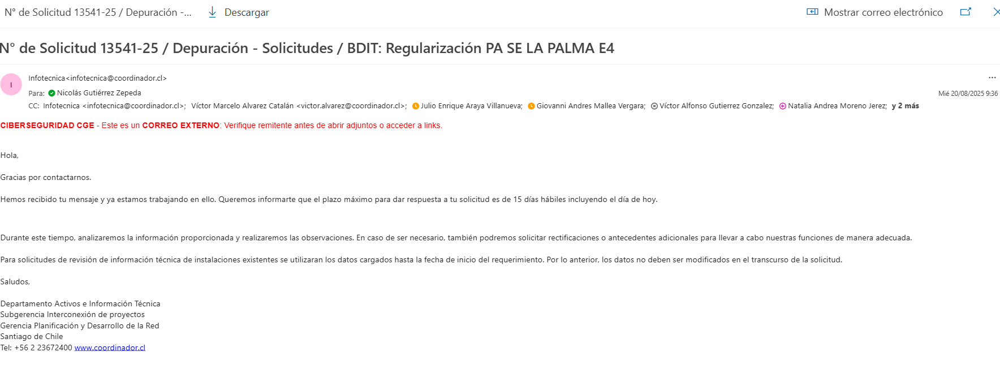 N° de Solicitud 13541-25 / Depuración -... Descargar Mostrar correo electrónico
N° de Solicitud 13541-25 / Depuración - Solicitudes / BDIT: Regularización PA SE LA PALMA E4
I
Infotecnica<infotecnica@coordinador.cl>
Para: Nicolás Gutiérrez Zepeda
Mié 20/08/2025 9:36
CC: Infotecnica <infotecnica@coordinador.cl>; Víctor Marcelo Alvarez Catalán <victor.alvarez@coordinador.cl>; Julio Enrique Araya Villanueva; Giovanni Andres Mallea Vergara; Víctor Alfonso Gutierrez Gonzalez; Natalia Andrea Moreno Jerez; y 2 más
CIBERSEGURIDAD CGE - Este es un CORREO EXTERNO: Verifique remitente antes de abrir adjuntos o acceder a links.
Hola,
Gracias por contactarnos.
Hemos recibido tu mensaje y ya estamos trabajando en ello. Queremos informarte que el plazo máximo para dar respuesta a tu solicitud es de 15 días hábiles incluyendo el día de hoy.
Durante este tiempo, analizaremos la información proporcionada y realizaremos las observaciones. En caso de ser necesario, también podremos solicitar rectificaciones o antecedentes adicionales para llevar a cabo nuestras funciones de manera adecuada.
Para solicitudes de revisión de información técnica de instalaciones existentes se utilizaran los datos cargados hasta la fecha de inicio del requerimiento. Por lo anterior, los datos no deben ser modificados en el transcurso de la solicitud.
Saludos,
Departamento Activos e Información Técnica
Subgerencia Interconexión de proyectos
Gerencia Planificación y Desarrollo de la Red
Santiago de Chile
Tel: +56 2 23672400 www.coordinador.cl